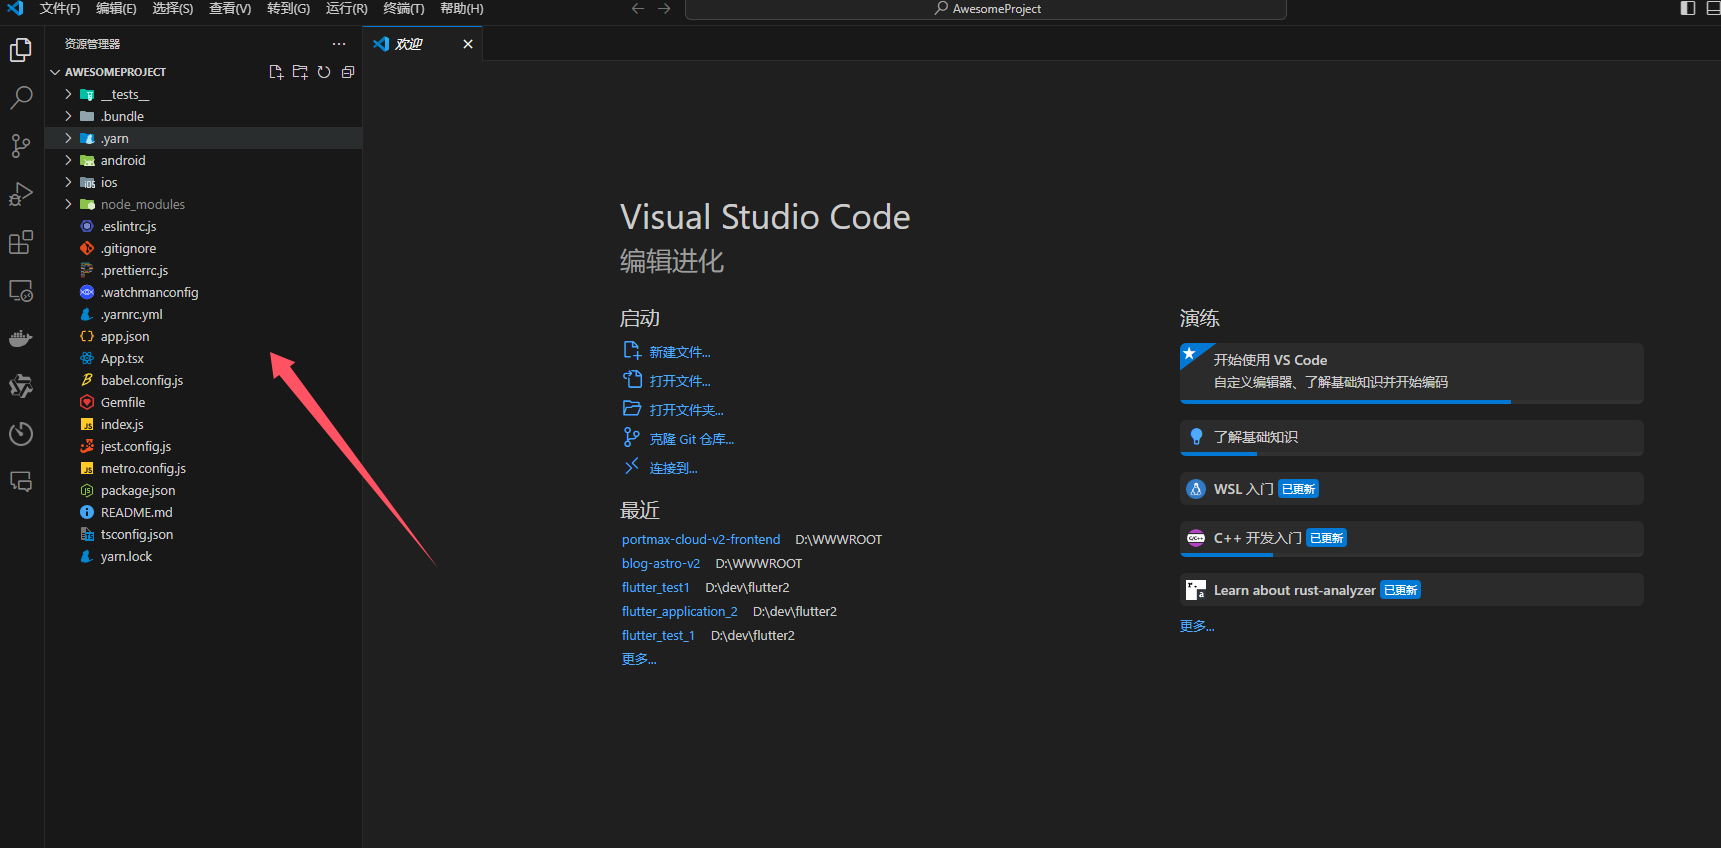 文件(F) 编辑(E) 选择(S) 查看(V) 转到(G) 运行(R) 终端(T) 帮助(H)
AwesomeProject
资源管理器
欢迎
AWESOMEPROJECT
__tests__
.bundle
.yarn
android
ios
node_modules
.eslintrc.js
.gitignore
.prettierrc.js
.watchmanconfig
.yarnrc.yml
app.json
App.tsx
babel.config.js
Gemfile
index.js
jest.config.js
metro.config.js
package.json
README.md
tsconfig.json
yarn.lock
Visual Studio Code
编辑进化
启动
新建文件...
打开文件...
打开文件夹...
克隆 Git 仓库...
连接到...
最近
portmax-cloud-v2-frontend D:\WWWROOT
blog-astro-v2 D:\WWWROOT
flutter_test1 D:\dev\flutter2
flutter_application_2 D:\dev\flutter2
flutter_test_1 D:\dev\flutter2
更多...
演练
开始使用 VS Code
自定义编辑器、了解基础知识并开始编码
了解基础知识
WSL 入门 已更新
C++ 开发入门 已更新
Learn about rust-analyzer 已更新
更多...